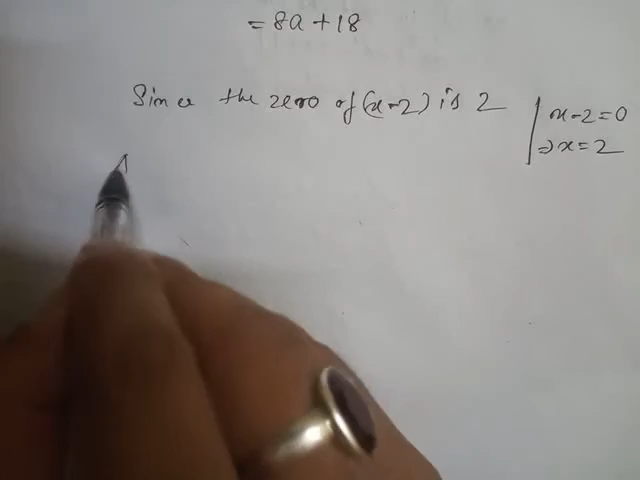 = 8a + 18
Since the zero of (x-2) is 2
x-2=0
⇒ x = 2